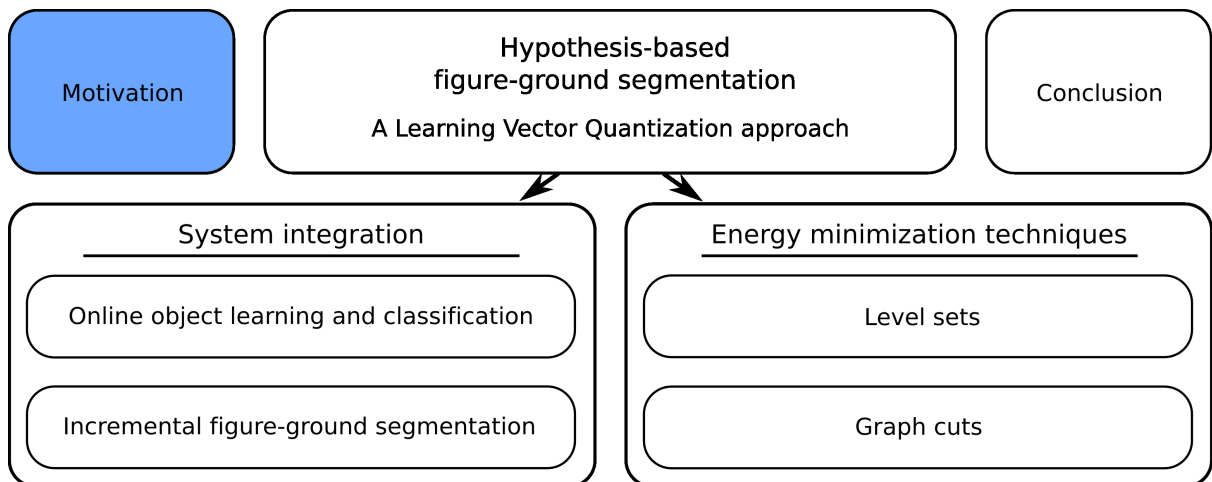 Motivation
Hypothesis-based
figure-ground segmentation
A Learning Vector Quantization approach
Conclusion
System integration
Online object learning and classification
Incremental figure-ground segmentation
Energy minimization techniques
Level sets
Graph cuts